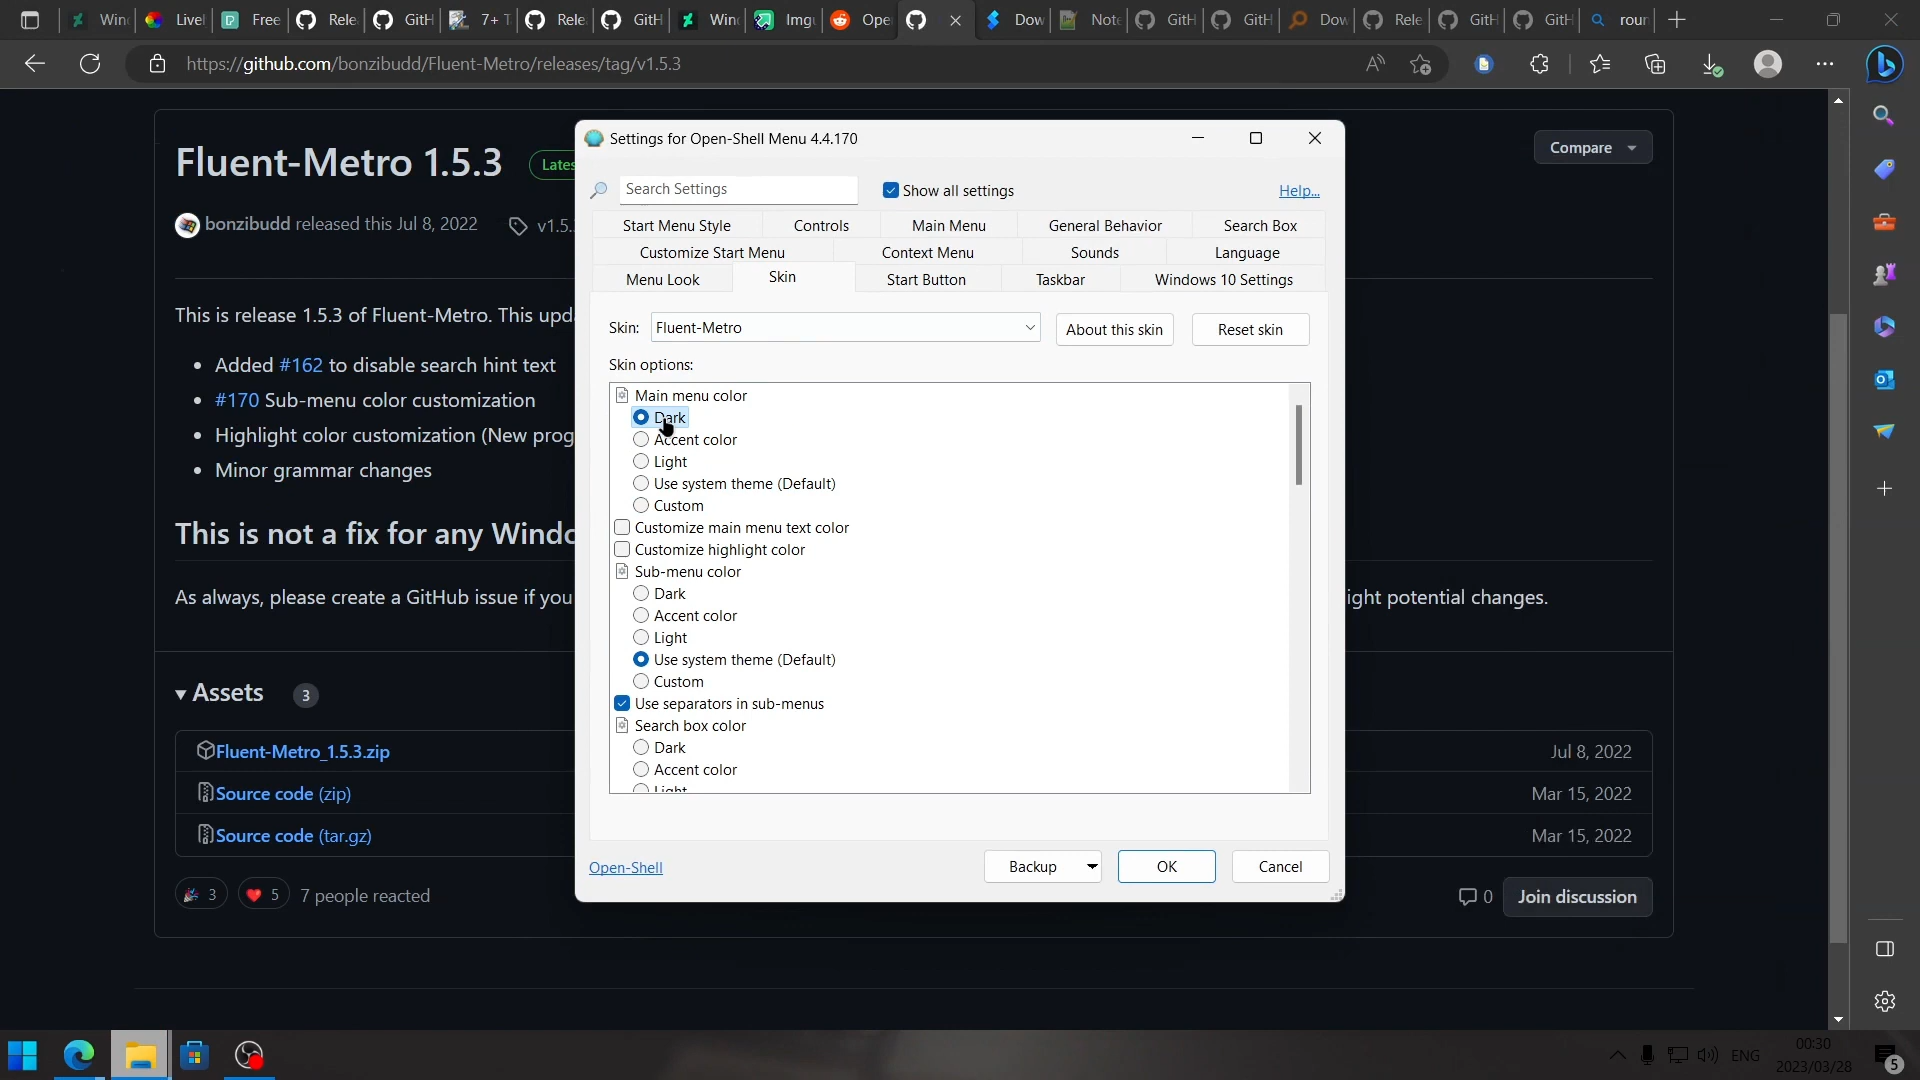 Win
Livel
Free
Rele
GitH
7+ T
Rele
GitH
Wind
Imgu
Ope
Dow
Note
GitH
GitH
Dow
Rele
GitH
GitH
roun
https://github.com/bonzibudd/Fluent-Metro/releases/tag/v1.5.3
Fluent-Metro 1.5.3
Lates
Compare
bonzibudd released this Jul 8, 2022
v1.5.
This is release 1.5.3 of Fluent-Metro. This upd
Added #162 to disable search hint text
#170 Sub-menu color customization
Highlight color customization (New prog
Minor grammar changes
This is not a fix for any Windo
As always, please create a GitHub issue if you
ight potential changes.
Assets 3
Fluent-Metro_1.5.3.zip
Jul 8, 2022
Source code (zip)
Mar 15, 2022
Source code (tar.gz)
Mar 15, 2022
3
5
7 people reacted
0
Join discussion
Settings for Open-Shell Menu 4.4.170
Search Settings
Show all settings
Help...
Start Menu Style
Controls
Main Menu
General Behavior
Search Box
Customize Start Menu
Context Menu
Sounds
Language
Menu Look
Skin
Start Button
Taskbar
Windows 10 Settings
Skin:
Fluent-Metro
About this skin
Reset skin
Skin options:
Main menu color
Dark
Accent color
Light
Use system theme (Default)
Custom
Customize main menu text color
Customize highlight color
Sub-menu color
Dark
Accent color
Light
Use system theme (Default)
Custom
Use separators in sub-menus
Search box color
Dark
Accent color
Light
Open-Shell
Backup
OK
Cancel
ENG
00:30
2023/03/28
5